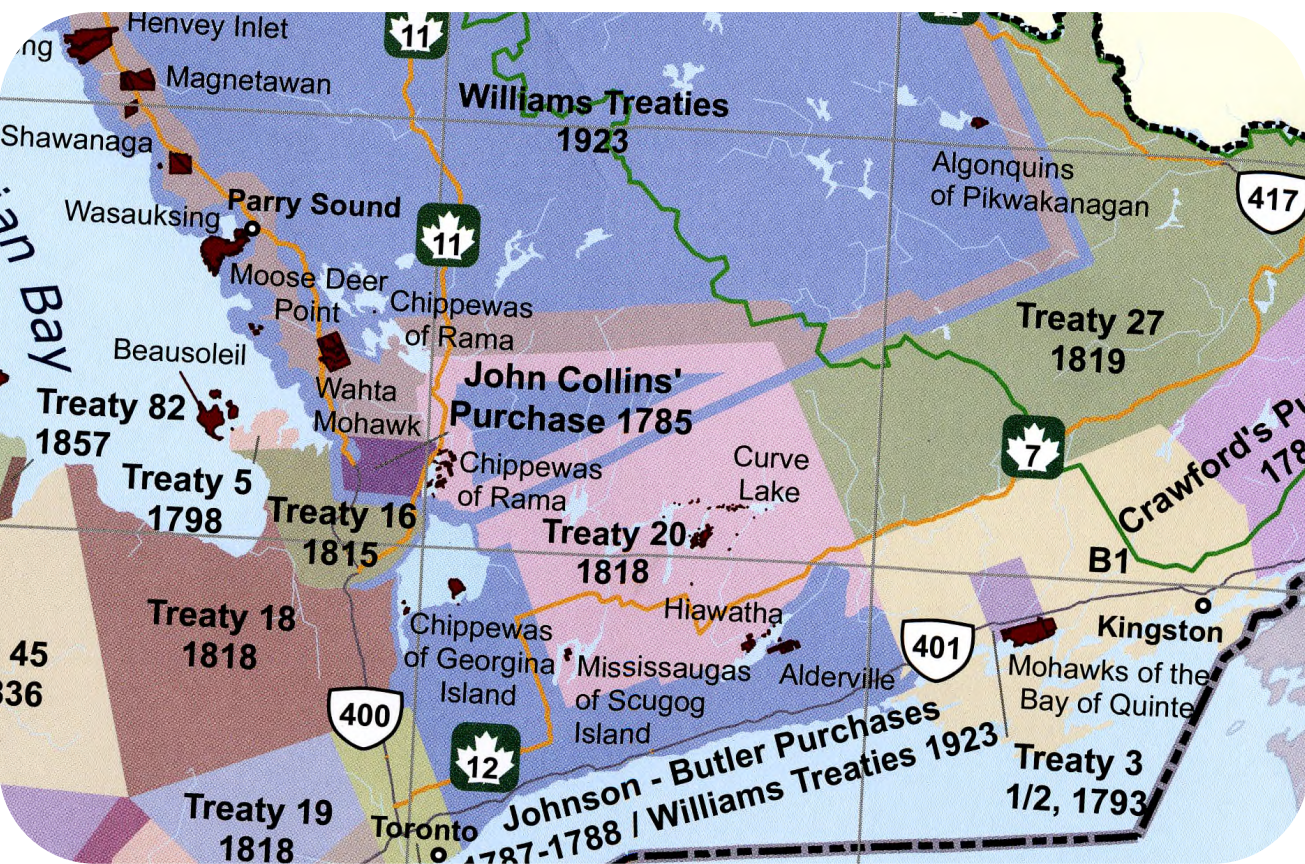 Henvey Inlet
11
Magnetawan
Williams Treaties
1923
Shawanaga
Algonquins
of Pikwakanagan
417
Wasauksing
Parry Sound
11
Bay
Moose Deer
Point
Chippewas
of Rama
Treaty 27
1819
Beausoleil
John Collins'
Purchase 1785
Wahta
Mohawk
Treaty 82
1857
7
Crawford's
Chippewas
of Rama
Curve
Lake
Treaty 5
1798
Treaty 16
1815
Treaty 20
1818
B1
Treaty 18
1818
Hiawatha
Kingston
Chippewas
of Georgina
Island
Mississaugas
of Scugog
Island
Alderville
401
Mohawks of the
Bay of Quinte
45
400
12
Johnson - Butler Purchases
1787-1788 / Williams Treaties 1923
Treaty 3
1/2, 1793
Treaty 19
1818
Toronto